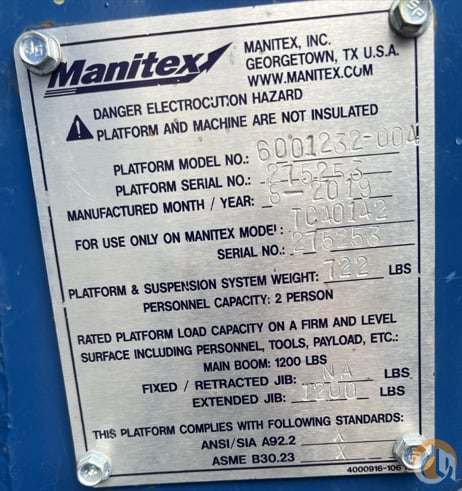 Manitex
MANITEX, INC.
GEORGETOWN, TX U.S.A.
WWW.MANITEX.COM
DANGER ELECTROCUTION HAZARD
PLATFORM AND MACHINE ARE NOT INSULATED
PLATFORM MODEL NO.: 6001232-004
PLATFORM SERIAL NO.: 275253
MANUFACTURED MONTH / YEAR: 8-2019
FOR USE ONLY ON MANITEX MODEL: TCA0142
SERIAL NO.: 275253
PLATFORM & SUSPENSION SYSTEM WEIGHT: 722 LBS
PERSONNEL CAPACITY: 2 PERSON
RATED PLATFORM LOAD CAPACITY ON A FIRM AND LEVEL
SURFACE INCLUDING PERSONNEL, TOOLS, PAYLOAD, ETC.:
MAIN BOOM: 1200 LBS
FIXED / RETRACTED JIB: NA LBS
EXTENDED JIB: 1200 LBS
THIS PLATFORM COMPLIES WITH FOLLOWING STANDARDS:
ANSI/SIA A92.2 X
ASME B30.23 X
4000916-106